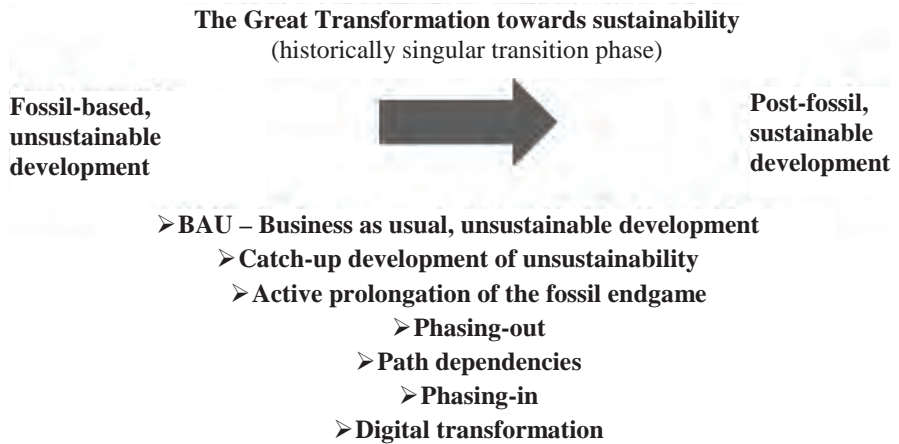 The Great Transformation towards sustainability
(historically singular transition phase)
Fossil-based,
unsustainable
development
Post-fossil,
sustainable
development
➢BAU – Business as usual, unsustainable development
➢Catch-up development of unsustainability
➢Active prolongation of the fossil endgame
➢Phasing-out
➢Path dependencies
➢Phasing-in
➢Digital transformation